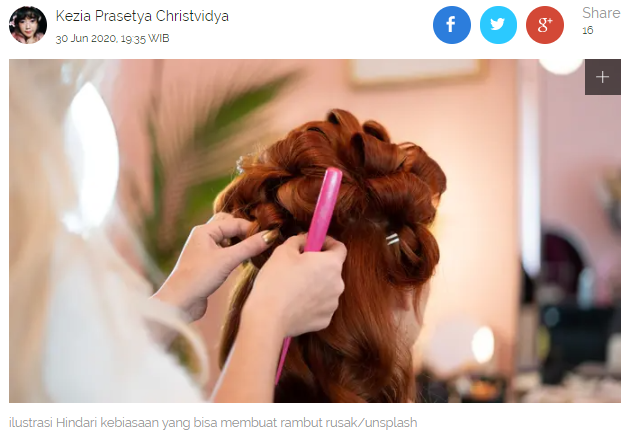 Kezia Prasetya Christvidya
30 Jun 2020, 19:35 WIB
Share
16
ilustrasi Hindari kebiasaan yang bisa membuat rambut rusak/unsplash